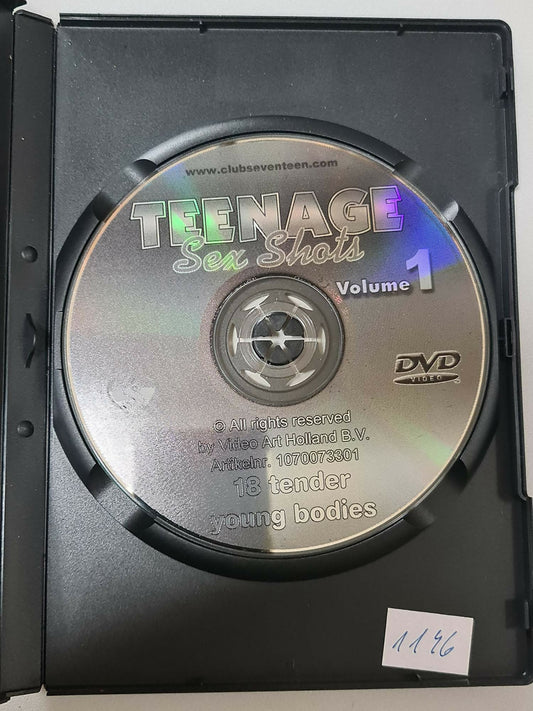 www.clubseventeen.com
TEENAGE
Sex Shots
Volume 1
DVD
VIDEO
© All rights reserved
by Video Art Holland B.V.
Artikelnr. 1070073301
18 tender
young bodies
1146